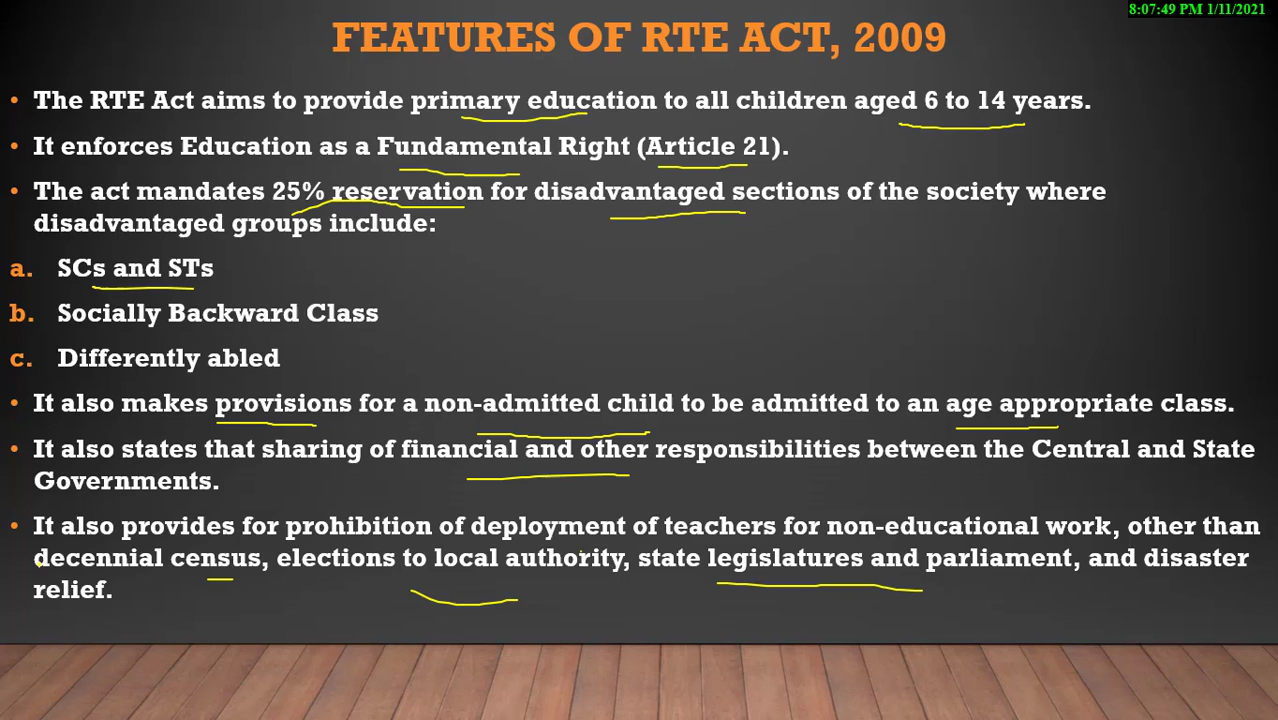 8:07:49 PM 1/11/2021
FEATURES OF RTE ACT, 2009
• The RTE Act aims to provide primary education to all children aged 6 to 14 years.
• It enforces Education as a Fundamental Right (Article 21).
• The act mandates 25% reservation for disadvantaged sections of the society where
disadvantaged groups include:
a. SCs and STs
b. Socially Backward Class
c. Differently abled
• It also makes provisions for a non-admitted child to be admitted to an age appropriate class.
• It also states that sharing of financial and other responsibilities between the Central and State
Governments.
• It also provides for prohibition of deployment of teachers for non-educational work, other than
decennial census, elections to local authority, state legislatures and parliament, and disaster
relief.